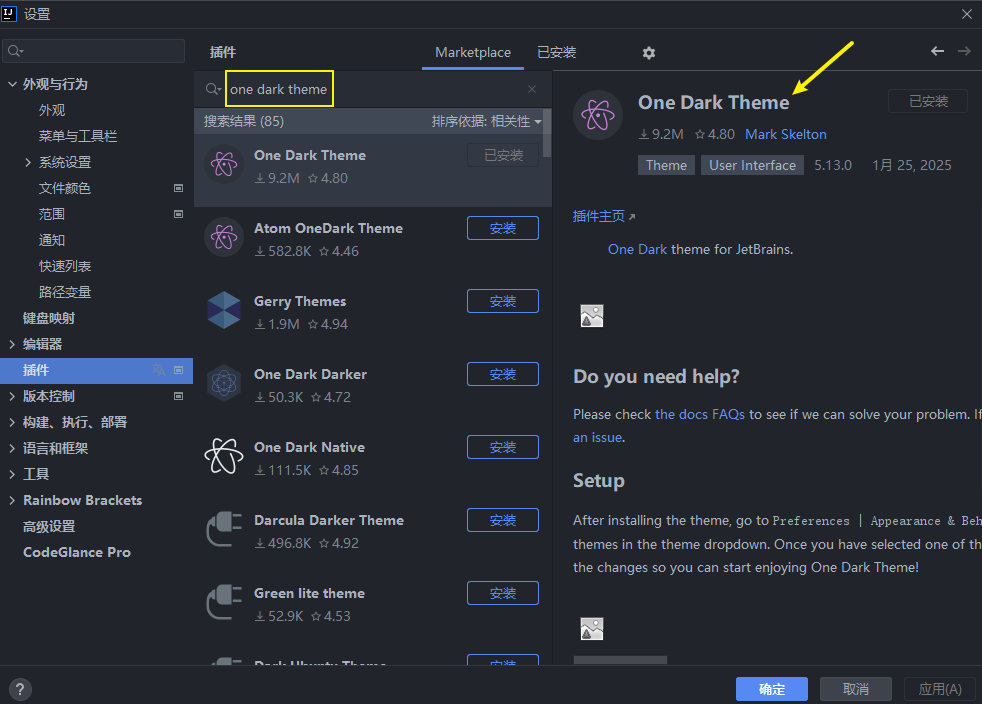 设置
插件
Marketplace
已安装
外观与行为
外观
菜单与工具栏
系统设置
文件颜色
范围
通知
快速列表
路径变量
键盘映射
编辑器
插件
版本控制
构建、执行、部署
语言和框架
工具
Rainbow Brackets
高级设置
CodeGlance Pro
one dark theme
搜索结果 (85)
排序依据: 相关性
One Dark Theme
已安装
9.2M 4.80
Atom OneDark Theme
安装
582.8K 4.46
Gerry Themes
安装
1.9M 4.94
One Dark Darker
安装
50.3K 4.72
One Dark Native
安装
111.5K 4.85
Darcula Darker Theme
安装
496.8K 4.92
Green lite theme
安装
52.9K 4.53
Dark Ubuntu Theme
安装
One Dark Theme
已安装
9.2M 4.80 Mark Skelton
Theme User Interface 5.13.0 1月 25, 2025
插件主页
One Dark theme for JetBrains.
Do you need help?
Please check the docs FAQs to see if we can solve your problem. If
an issue.
Setup
After installing the theme, go to Preferences | Appearance & Beh
themes in the theme dropdown. Once you have selected one of th
the changes so you can start enjoying One Dark Theme!
?
确定
取消
应用(A)